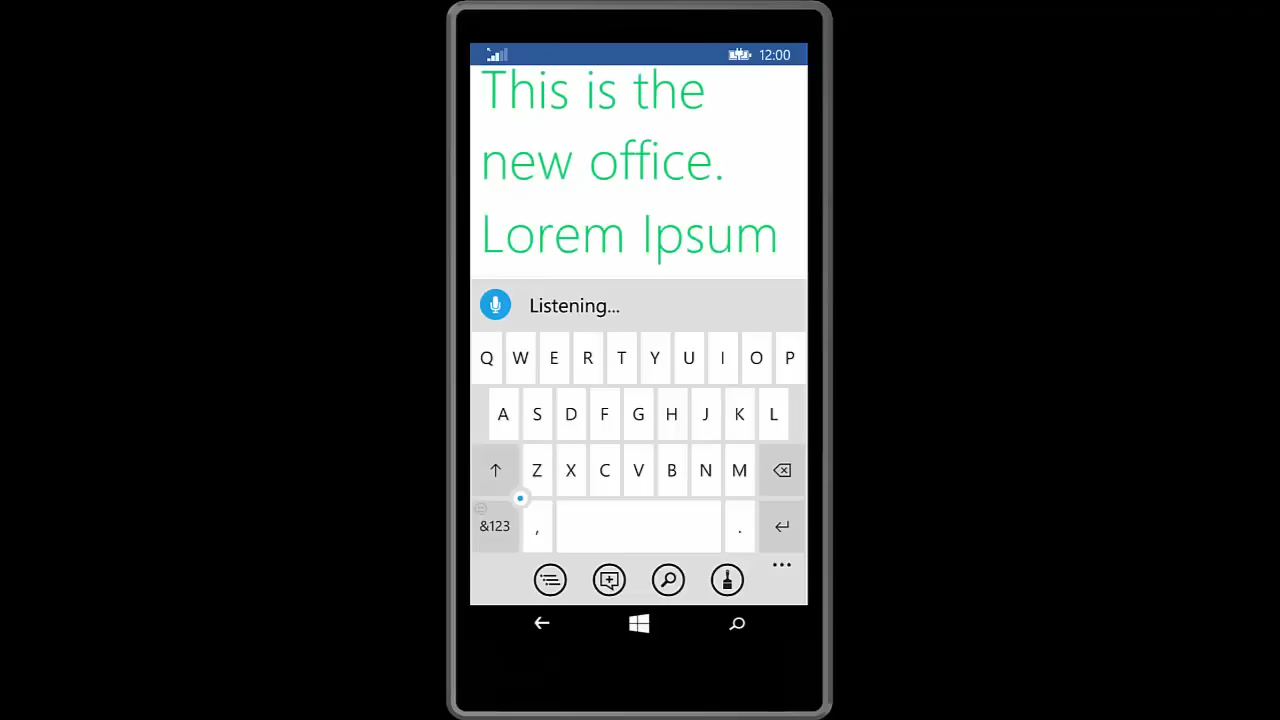 12:00
This is the
new office.
Lorem Ipsum
Listening...
Q W E R T Y U I O P
A S D F G H J K L
Z X C V B N M
&123 , .